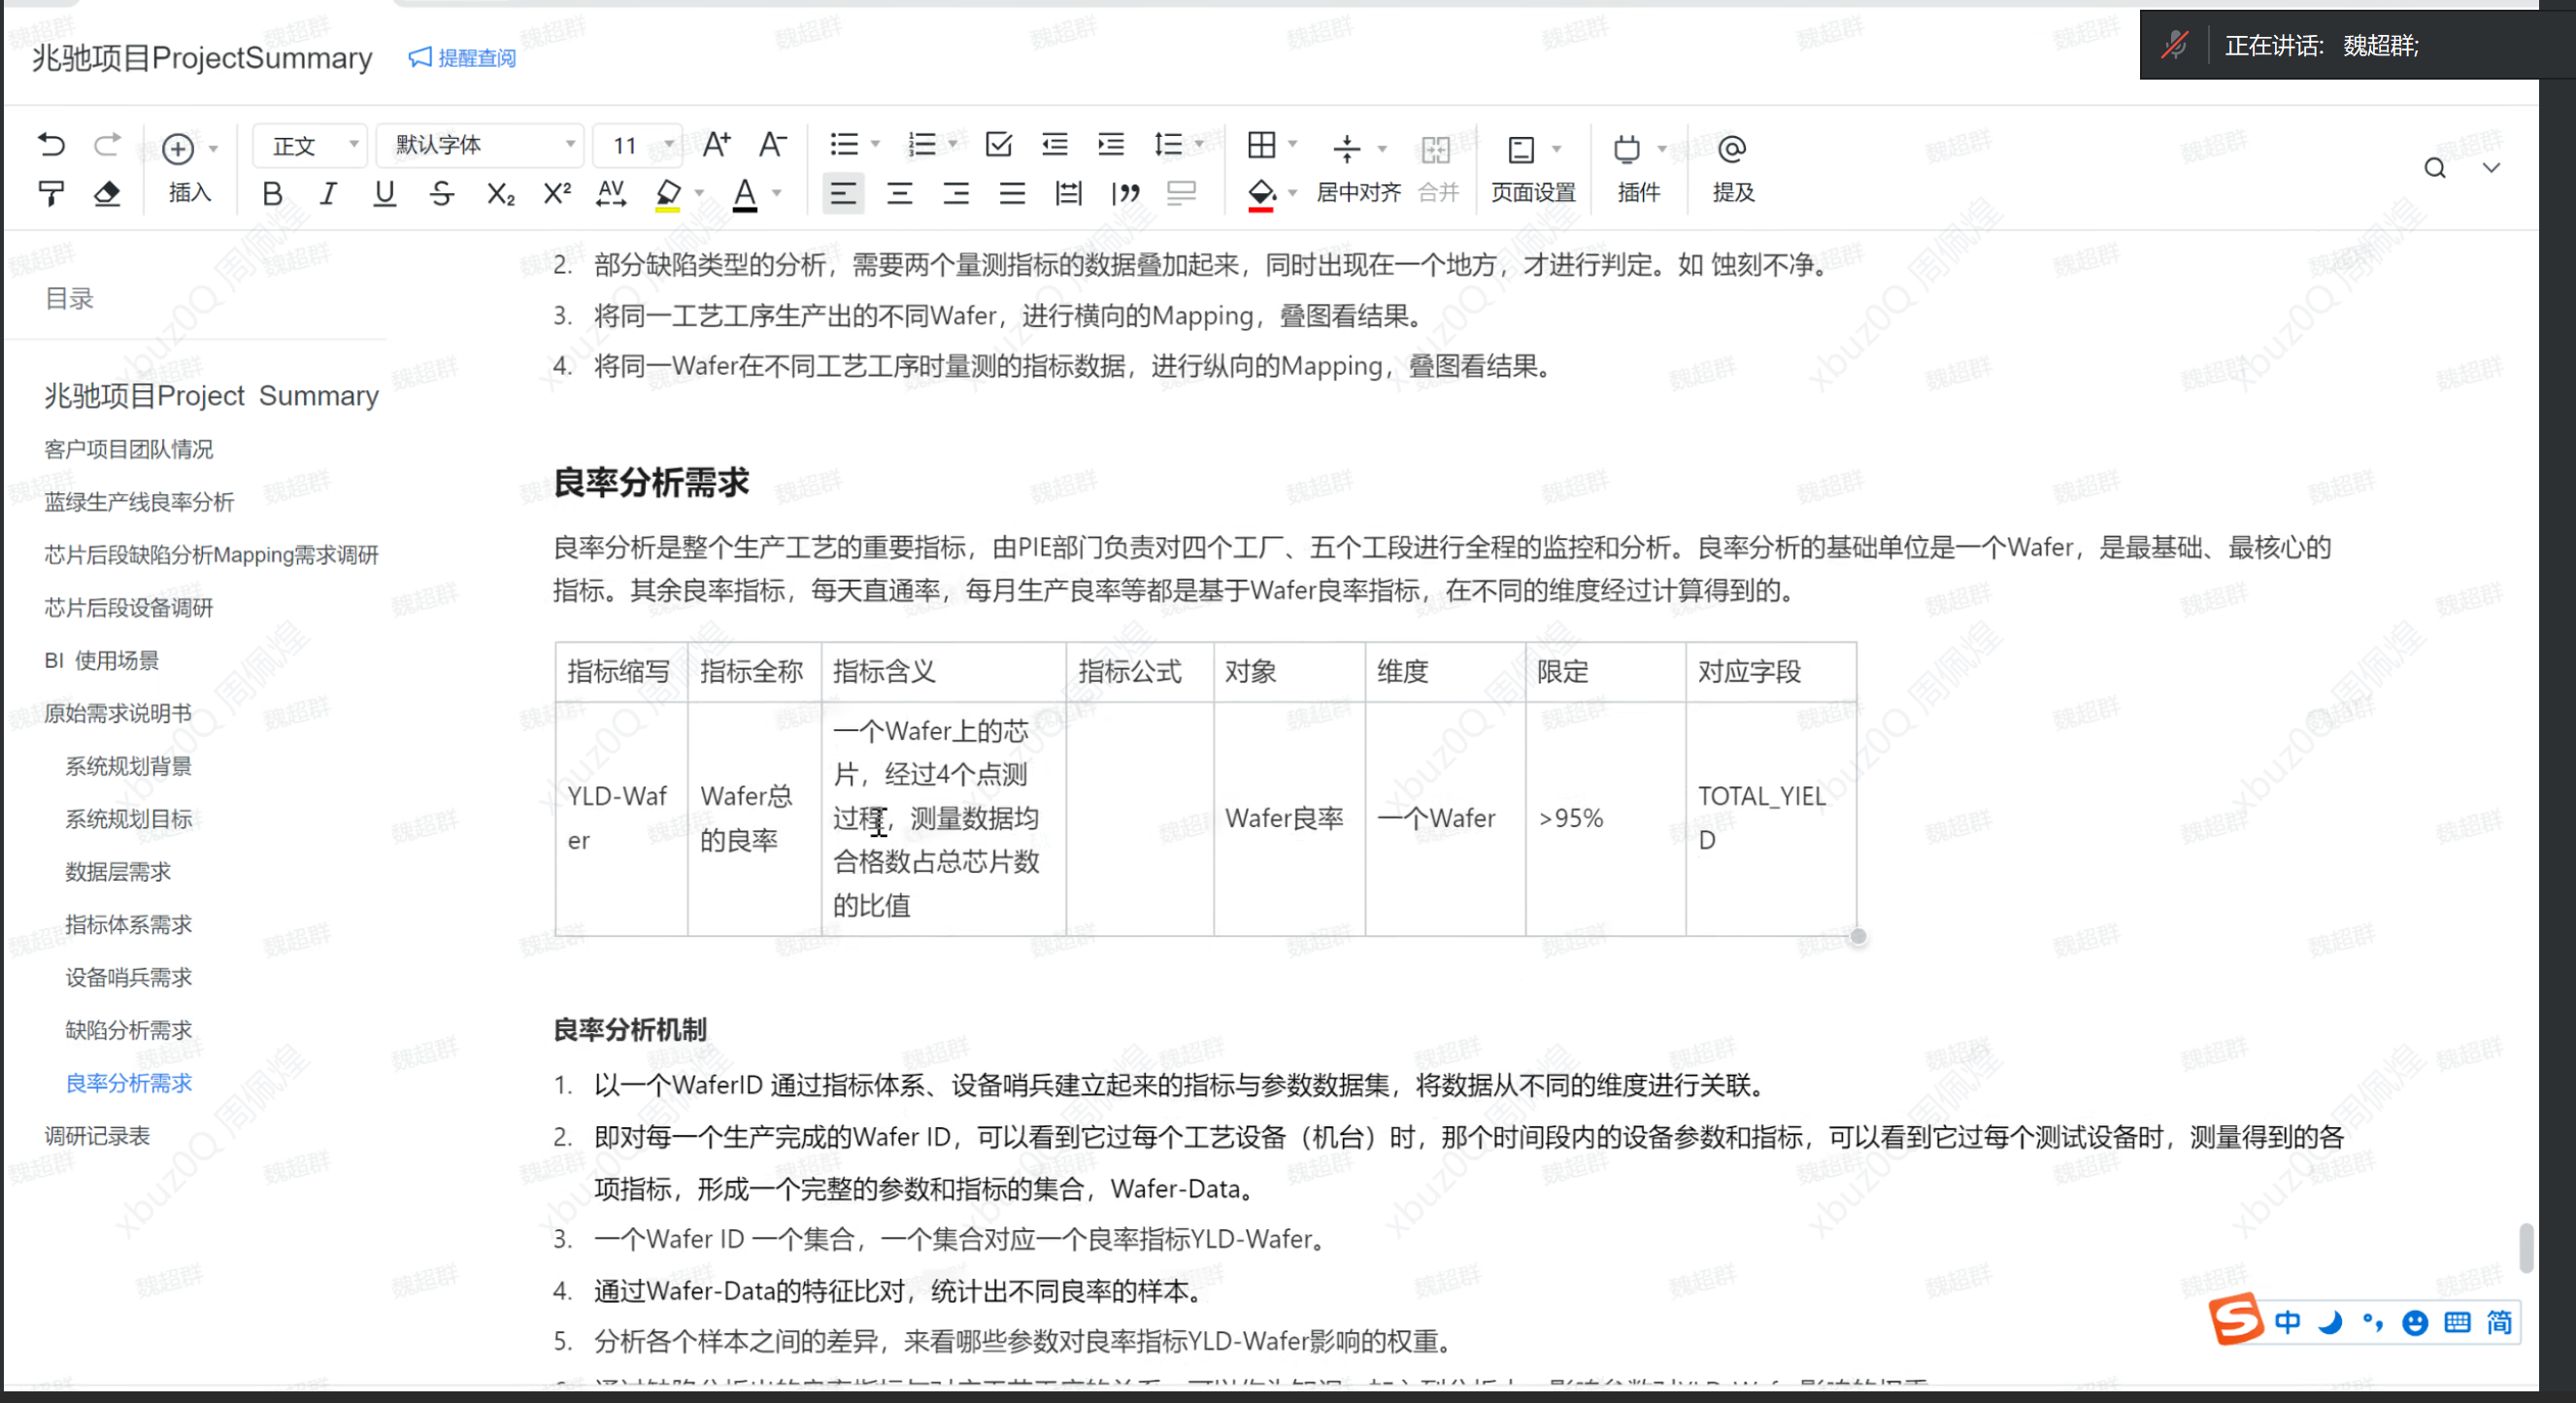 兆驰项目ProjectSummary
提醒查阅
正在讲话: 魏超群;
正文
默认字体
11
插入
居中对齐
合并
页面设置
插件
提及
目录
兆驰项目Project Summary
客户项目团队情况
蓝绿生产线良率分析
芯片后段缺陷分析Mapping需求调研
芯片后段设备调研
BI 使用场景
原始需求说明书
系统规划背景
系统规划目标
数据层需求
指标体系需求
设备哨兵需求
缺陷分析需求
良率分析需求
调研记录表
2. 部分缺陷类型的分析，需要两个量测指标的数据叠加起来，同时出现在一个地方，才进行判定。如 蚀刻不净。
3. 将同一工艺工序生产出的不同Wafer，进行横向的Mapping，叠图看结果。
4. 将同一Wafer在不同工艺工序时量测的指标数据，进行纵向的Mapping，叠图看结果。
良率分析需求
良率分析是整个生产工艺的重要指标，由PIE部门负责对四个工厂、五个工段进行全程的监控和分析。良率分析的基础单位是一个Wafer，是最基础、最核心的
指标。其余良率指标，每天直通率，每月生产良率等都是基于Wafer良率指标，在不同的维度经过计算得到的。
指标缩写 指标全称 指标含义 指标公式 对象 维度 限定 对应字段
YLD-Waf
er
Wafer总
的良率
一个Wafer上的芯
片，经过4个点测
过程，测量数据均
合格数占总芯片数
的比值
Wafer良率
一个Wafer
>95%
TOTAL_YIEL
D
良率分析机制
1. 以一个WaferID 通过指标体系、设备哨兵建立起来的指标与参数数据集，将数据从不同的维度进行关联。
2. 即对每一个生产完成的Wafer ID，可以看到它过每个工艺设备（机台）时，那个时间段内的设备参数和指标，可以看到它过每个测试设备时，测量得到的各
项指标，形成一个完整的参数和指标的集合，Wafer-Data。
3. 一个Wafer ID 一个集合，一个集合对应一个良率指标YLD-Wafer。
4. 通过Wafer-Data的特征比对，统计出不同良率的样本。
5. 分析各个样本之间的差异，来看哪些参数对良率指标YLD-Wafer影响的权重。
中
简
魏超群
xbuz0Q 周佩煌